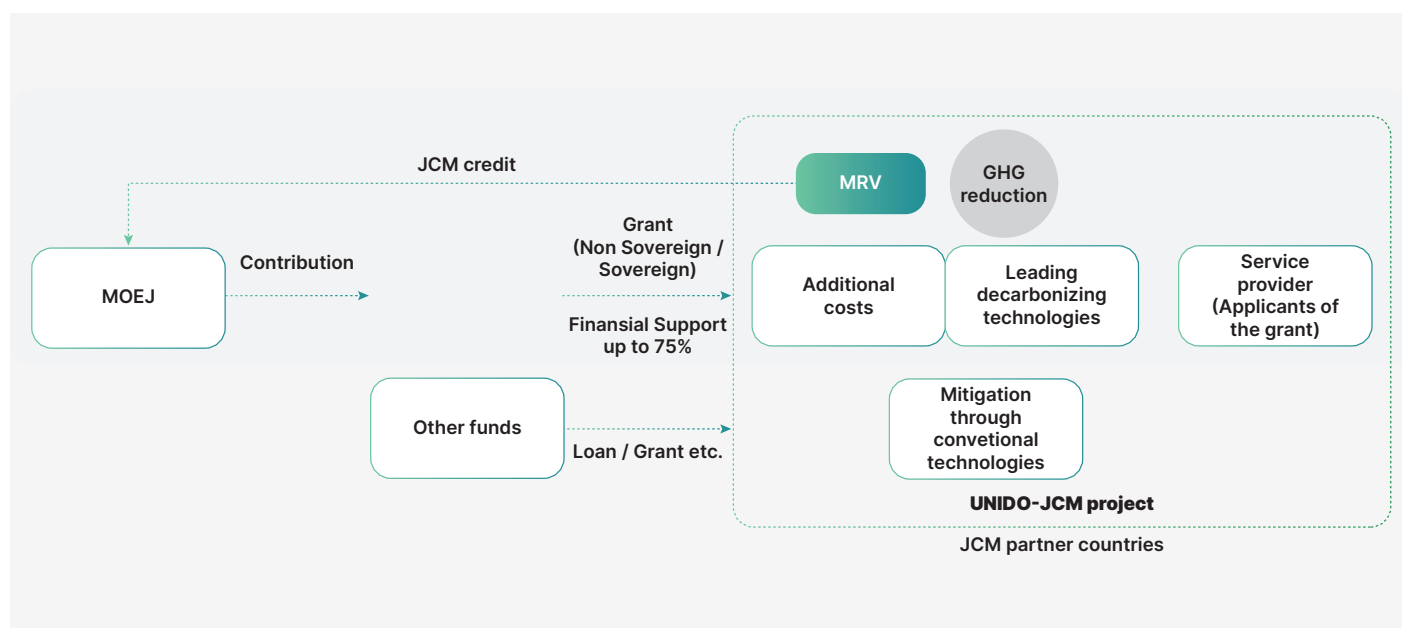 JCM credit
MRV
GHG
reduction
Grant
(Non Sovereign /
Sovereign)
Contribution
MOEJ
Additional
costs
Leading
decarbonizing
technologies
Service
provider
(Applicants of
the grant)
Finansial Support
up to 75%
Other funds
Loan / Grant etc.
Mitigation
through
convetional
technologies
UNIDO-JCM project
JCM partner countries